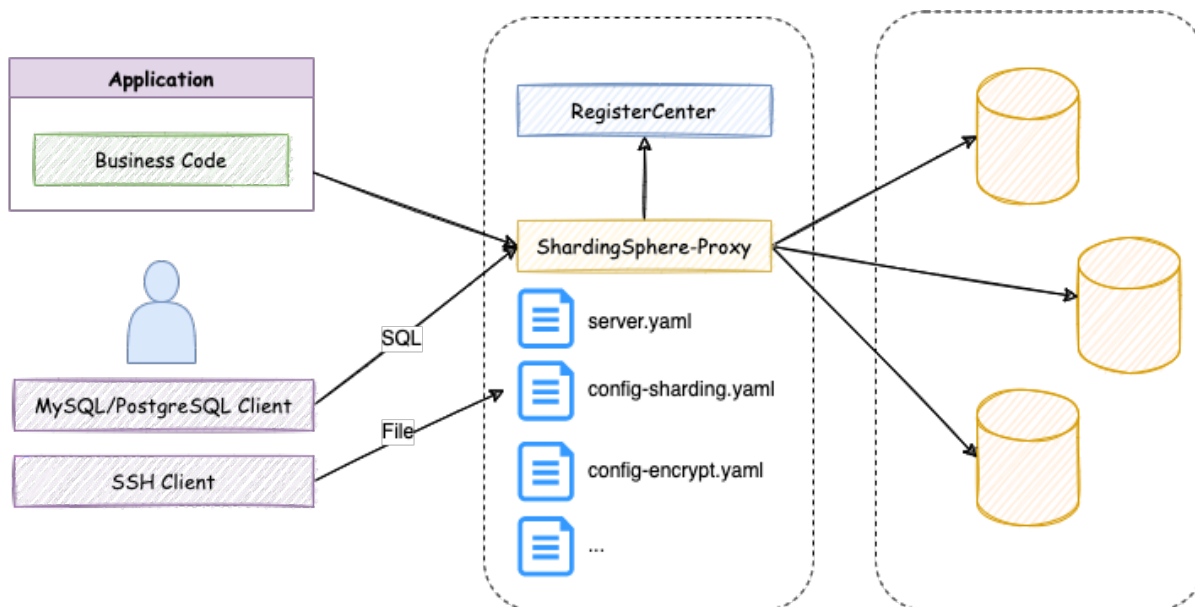 Application
Business Code
MySQL/PostgreSQL Client
SSH Client
SQL
File
RegisterCenter
ShardingSphere-Proxy
server.yaml
config-sharding.yaml
config-encrypt.yaml
...